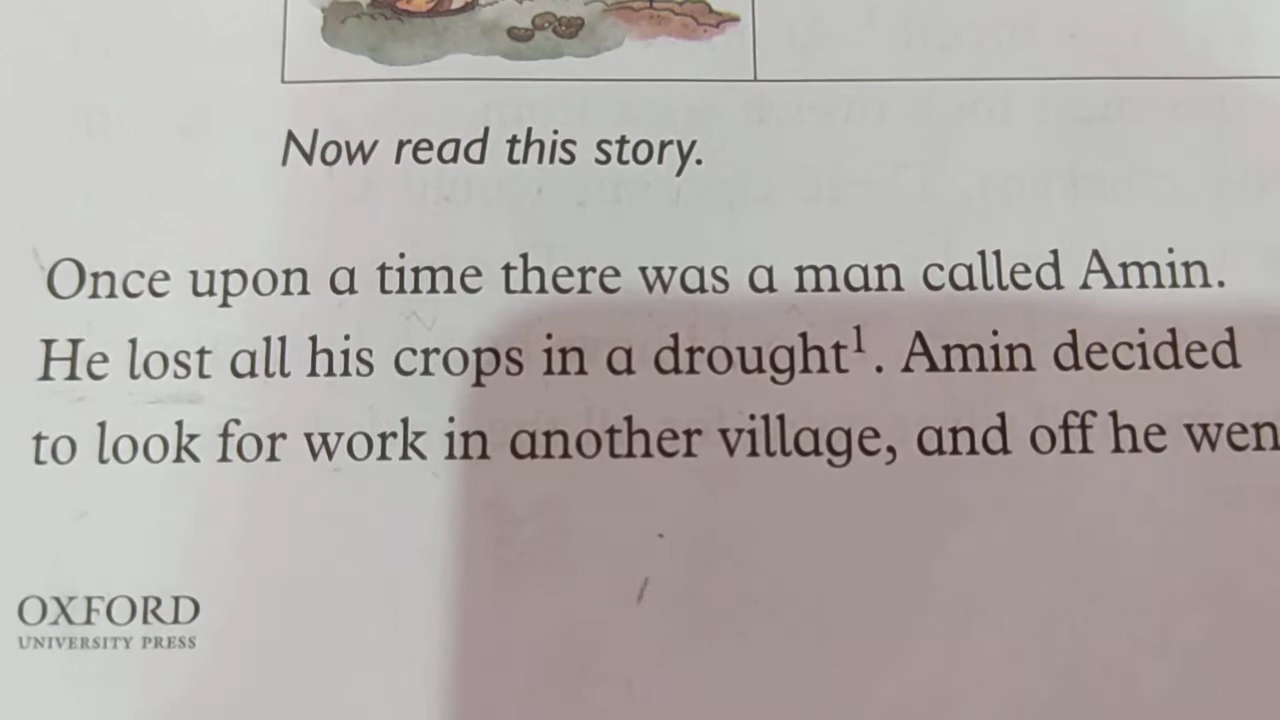 Now read this story.
Once upon a time there was a man called Amin.
He lost all his crops in a drought¹. Amin decided
to look for work in another village, and off he wen
OXFORD
UNIVERSITY PRESS